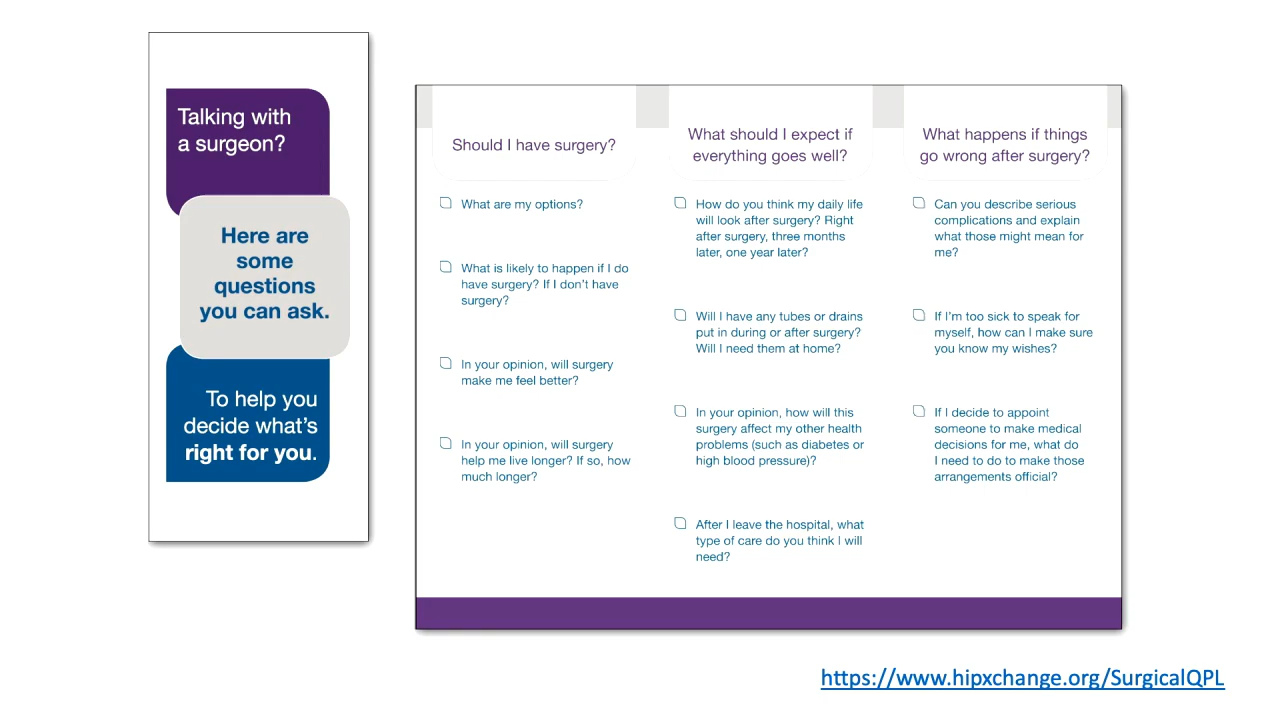 Talking with
a surgeon?
Here are
some
questions
you can ask.
To help you
decide what's
right for you.
Should I have surgery?
What are my options?
What is likely to happen if I do
have surgery? If I don't have
surgery?
In your opinion, will surgery
make me feel better?
In your opinion, will surgery
help me live longer? If so, how
much longer?
What should I expect if
everything goes well?
How do you think my daily life
will look after surgery? Right
after surgery, three months
later, one year later?
Will I have any tubes or drains
put in during or after surgery?
Will I need them at home?
In your opinion, how will this
surgery affect my other health
problems (such as diabetes or
high blood pressure)?
After I leave the hospital, what
type of care do you think I will
need?
What happens if things
go wrong after surgery?
Can you describe serious
complications and explain
what those might mean for
me?
If I'm too sick to speak for
myself, how can I make sure
you know my wishes?
If I decide to appoint
someone to make medical
decisions for me, what do
I need to do to make those
arrangements official?
https://www.hipxchange.org/SurgicalQPL